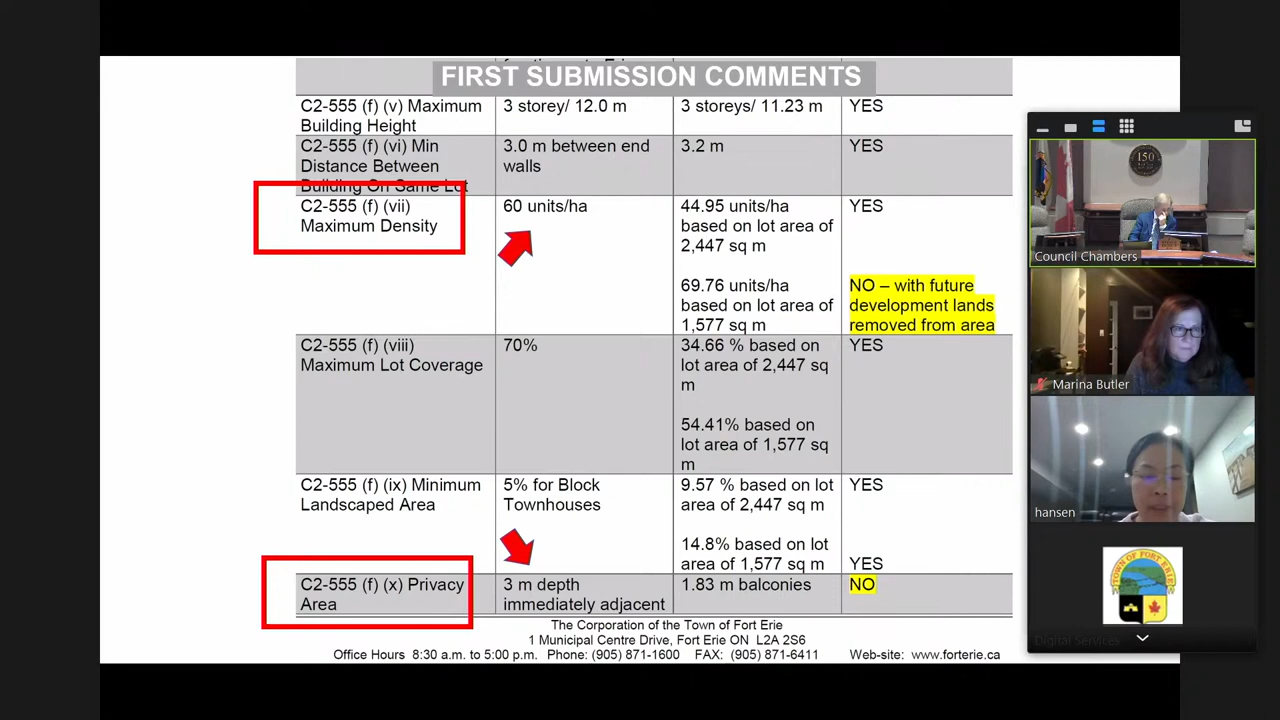 FIRST SUBMISSION COMMENTS
C2-555 (f) (v) Maximum
Building Height
3 storey/ 12.0 m
3 storeys/ 11.23 m
YES
C2-555 (f) (vi) Min
Distance Between
Building On Same Lot
3.0 m between end
walls
3.2 m
YES
C2-555 (f) (vii)
Maximum Density
60 units/ha
44.95 units/ha
based on lot area of
2,447 sq m
69.76 units/ha
based on lot area of
1,577 sq m
YES
NO – with future
development lands
removed from area
C2-555 (f) (viii)
Maximum Lot Coverage
70%
34.66 % based on
lot area of 2,447 sq
m
54.41% based on
lot area of 1,577 sq
m
YES
C2-555 (f) (ix) Minimum
Landscaped Area
5% for Block
Townhouses
9.57 % based on lot
area of 2,447 sq m
14.8% based on lot
area of 1,577 sq m
YES
YES
C2-555 (f) (x) Privacy
Area
3 m depth
immediately adjacent
1.83 m balconies
NO
The Corporation of the Town of Fort Erie
1 Municipal Centre Drive, Fort Erie ON L2A 2S6
Office Hours 8:30 a.m. to 5:00 p.m. Phone: (905) 871-1600 FAX: (905) 871-6411 Web-site: www.forterie.ca
150
Council Chambers
Marina Butler
hansen
TOWN OF FORT ERIE
Digital Services